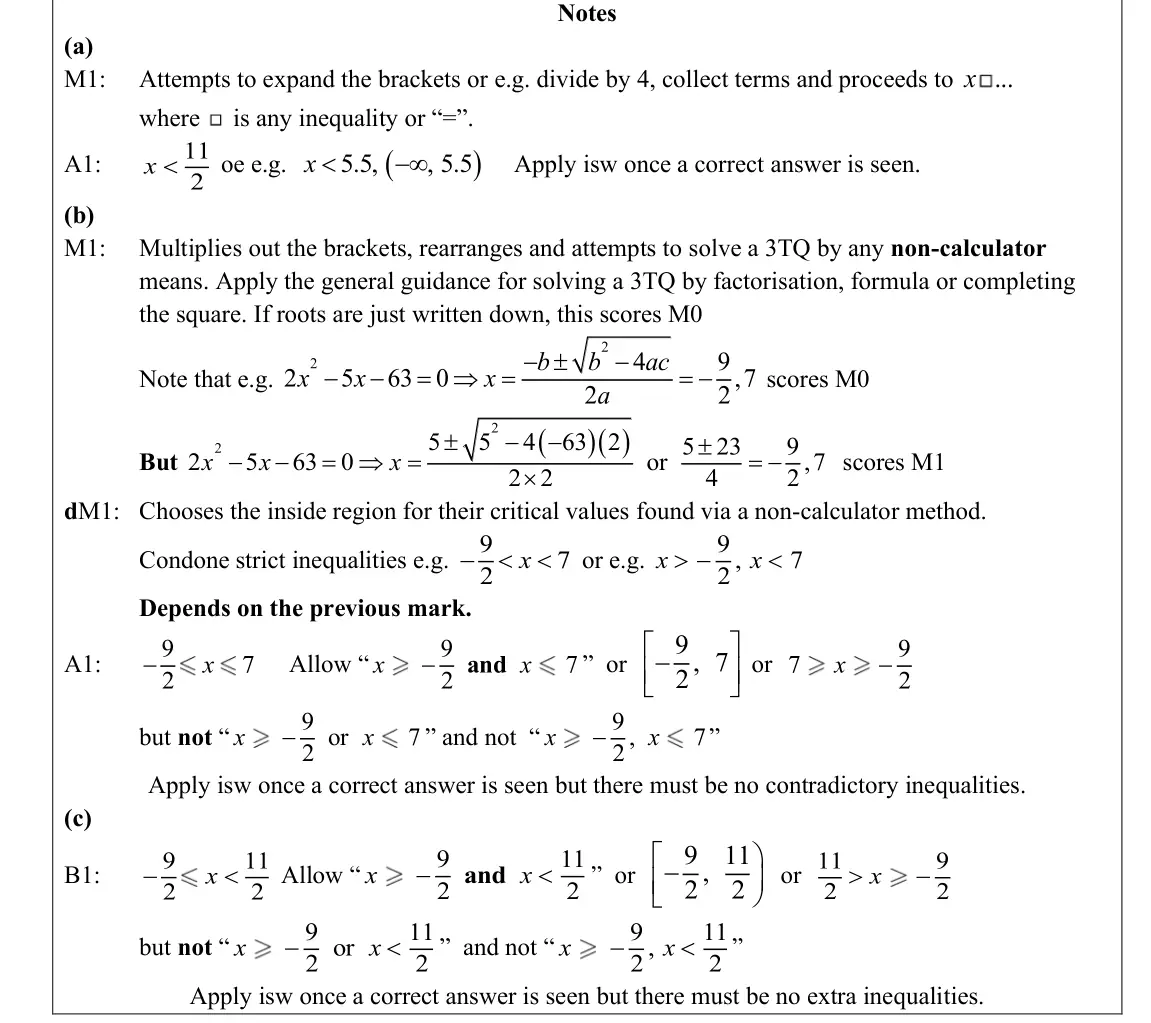 Notes
(a)
M1: Attempts to expand the brackets or e.g. divide by 4, collect terms and proceeds to x□...
where □ is any inequality or “=”.
A1: x < 11/2 oe e.g. x < 5.5, (−∞, 5.5) Apply isw once a correct answer is seen.
(b)
M1: Multiplies out the brackets, rearranges and attempts to solve a 3TQ by any non-calculator
means. Apply the general guidance for solving a 3TQ by factorisation, formula or completing
the square. If roots are just written down, this scores M0
Note that e.g. 2x² − 5x − 63 = 0 ⇒ x = (−b ± √(b² − 4ac))/(2a) = −9/2, 7 scores M0
But 2x² − 5x − 63 = 0 ⇒ x = (5 ± √(5² − 4(−63)(2)))/(2 × 2) or (5 ± 23)/4 = −9/2, 7 scores M1
dM1: Chooses the inside region for their critical values found via a non-calculator method.
Condone strict inequalities e.g. −9/2 < x < 7 or e.g. x > −9/2, x < 7
Depends on the previous mark.
A1: −9/2 ⩽ x ⩽ 7 Allow “x ⩾ −9/2 and x ⩽ 7” or [−9/2, 7] or 7 ⩾ x ⩾ −9/2
but not “x ⩾ −9/2 or x ⩽ 7” and not “x ⩾ −9/2, x ⩽ 7”
Apply isw once a correct answer is seen but there must be no contradictory inequalities.
(c)
B1: −9/2 ⩽ x < 11/2 Allow “x ⩾ −9/2 and x < 11/2” or [−9/2, 11/2) or 11/2 > x ⩾ −9/2
but not “x ⩾ −9/2 or x < 11/2” and not “x ⩾ −9/2, x < 11/2”
Apply isw once a correct answer is seen but there must be no extra inequalities.